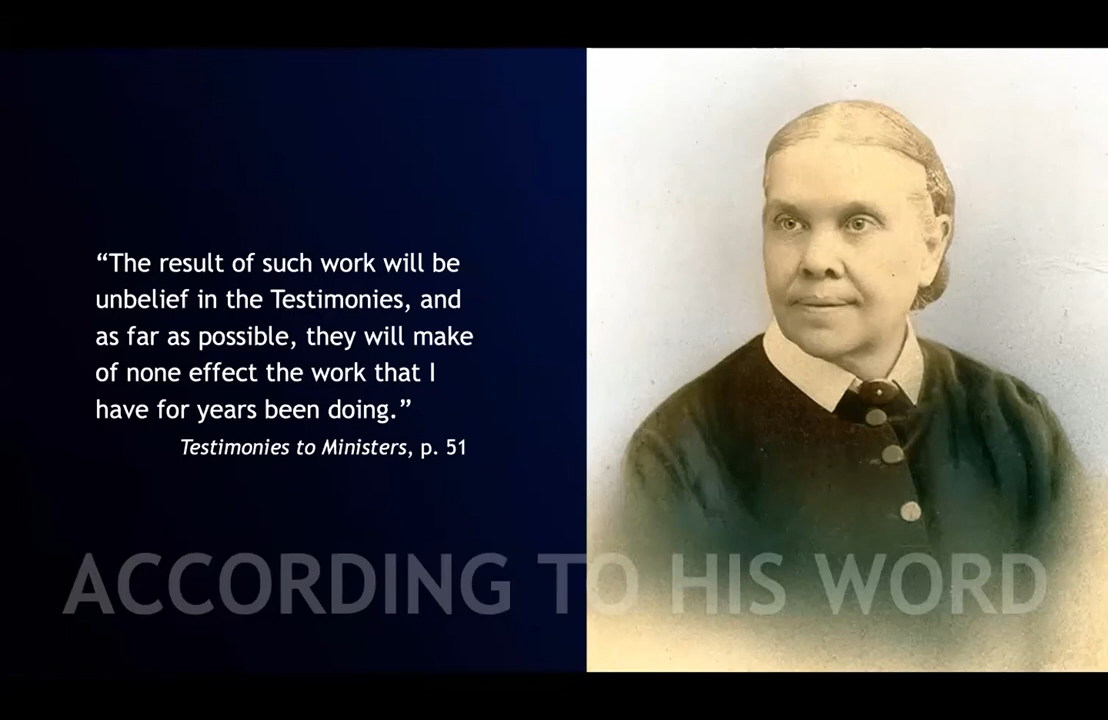 “The result of such work will be
unbelief in the Testimonies, and
as far as possible, they will make
of none effect the work that I
have for years been doing.”
Testimonies to Ministers, p. 51
ACCORDING TO HIS WORD